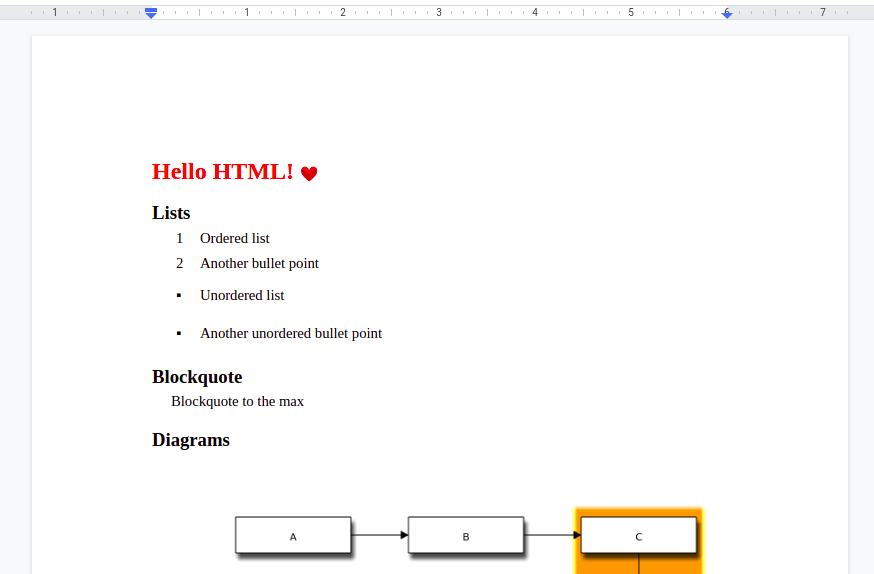 1 1 2 3 4 5 6 7
Hello HTML! ❤
Lists
1 Ordered list
2 Another bullet point
▪ Unordered list
▪ Another unordered bullet point
Blockquote
Blockquote to the max
Diagrams
A B C